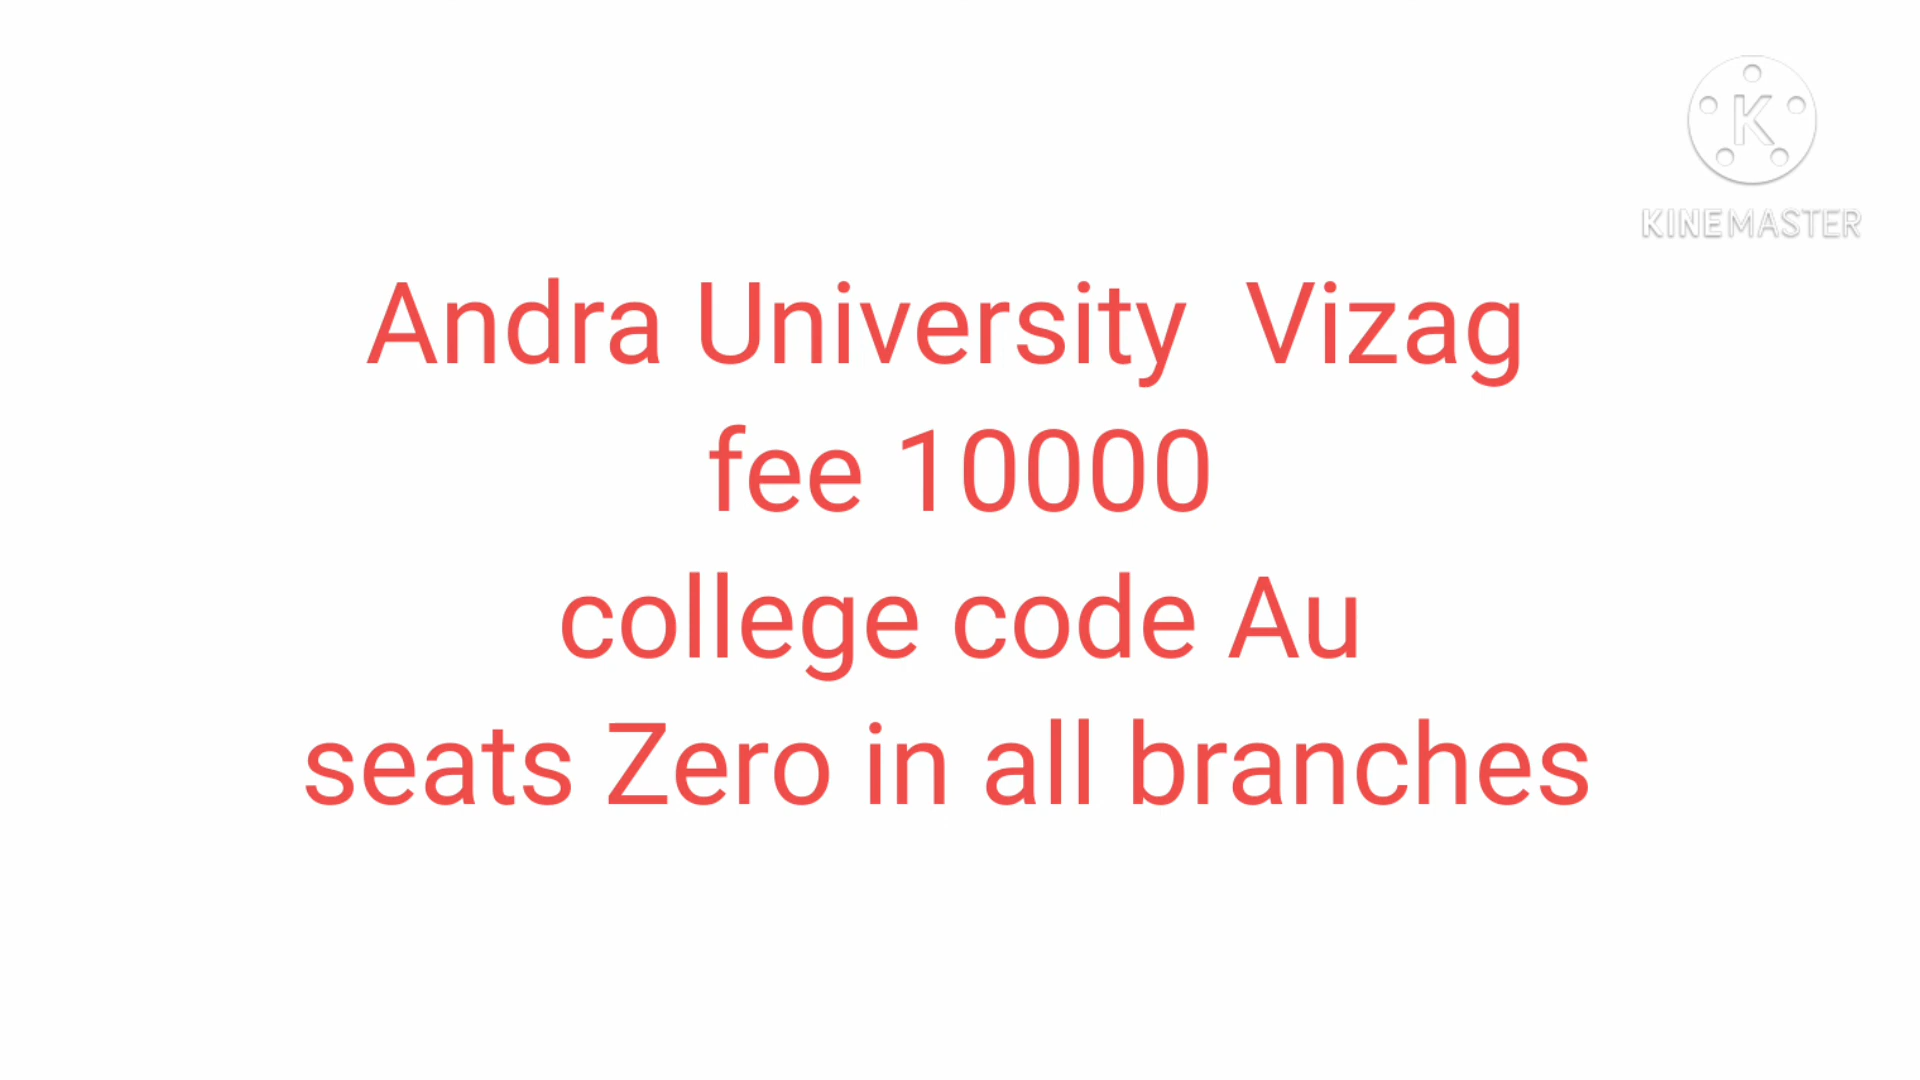 K
KINEMASTER
Andra University  Vizag
fee 10000
college code Au
seats Zero in all branches